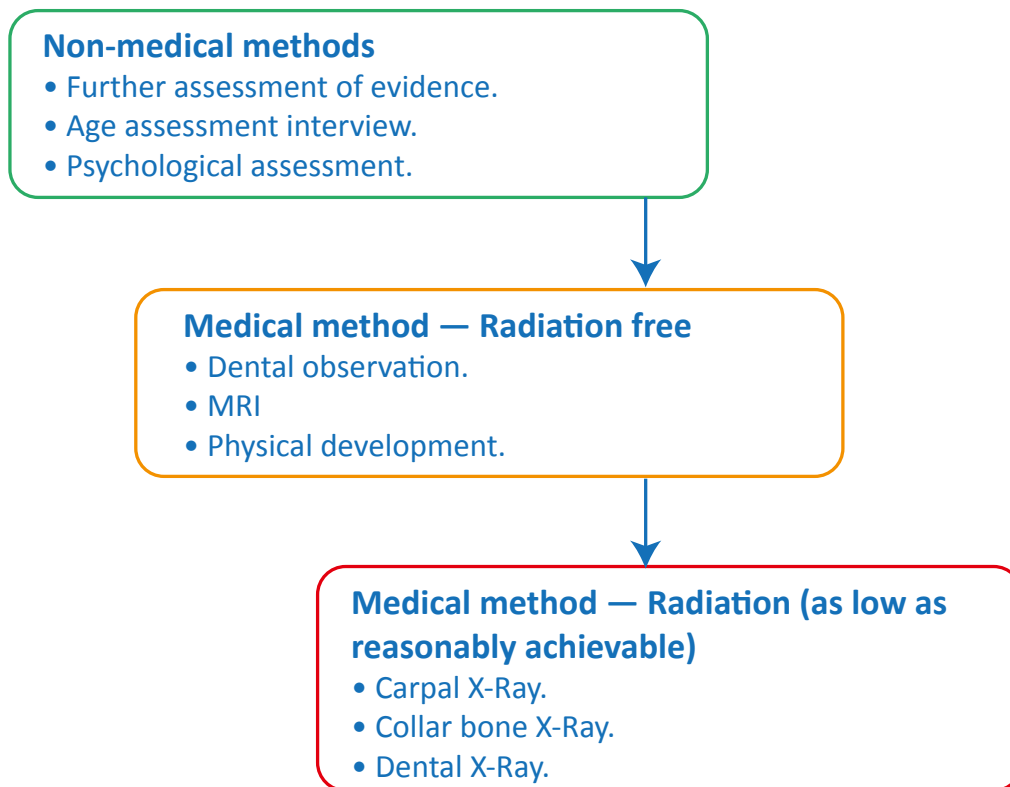 Non-medical methods
• Further assessment of evidence.
• Age assessment interview.
• Psychological assessment.
Medical method — Radiation free
• Dental observation.
• MRI
• Physical development.
Medical method — Radiation (as low as
reasonably achievable)
• Carpal X-Ray.
• Collar bone X-Ray.
• Dental X-Ray.